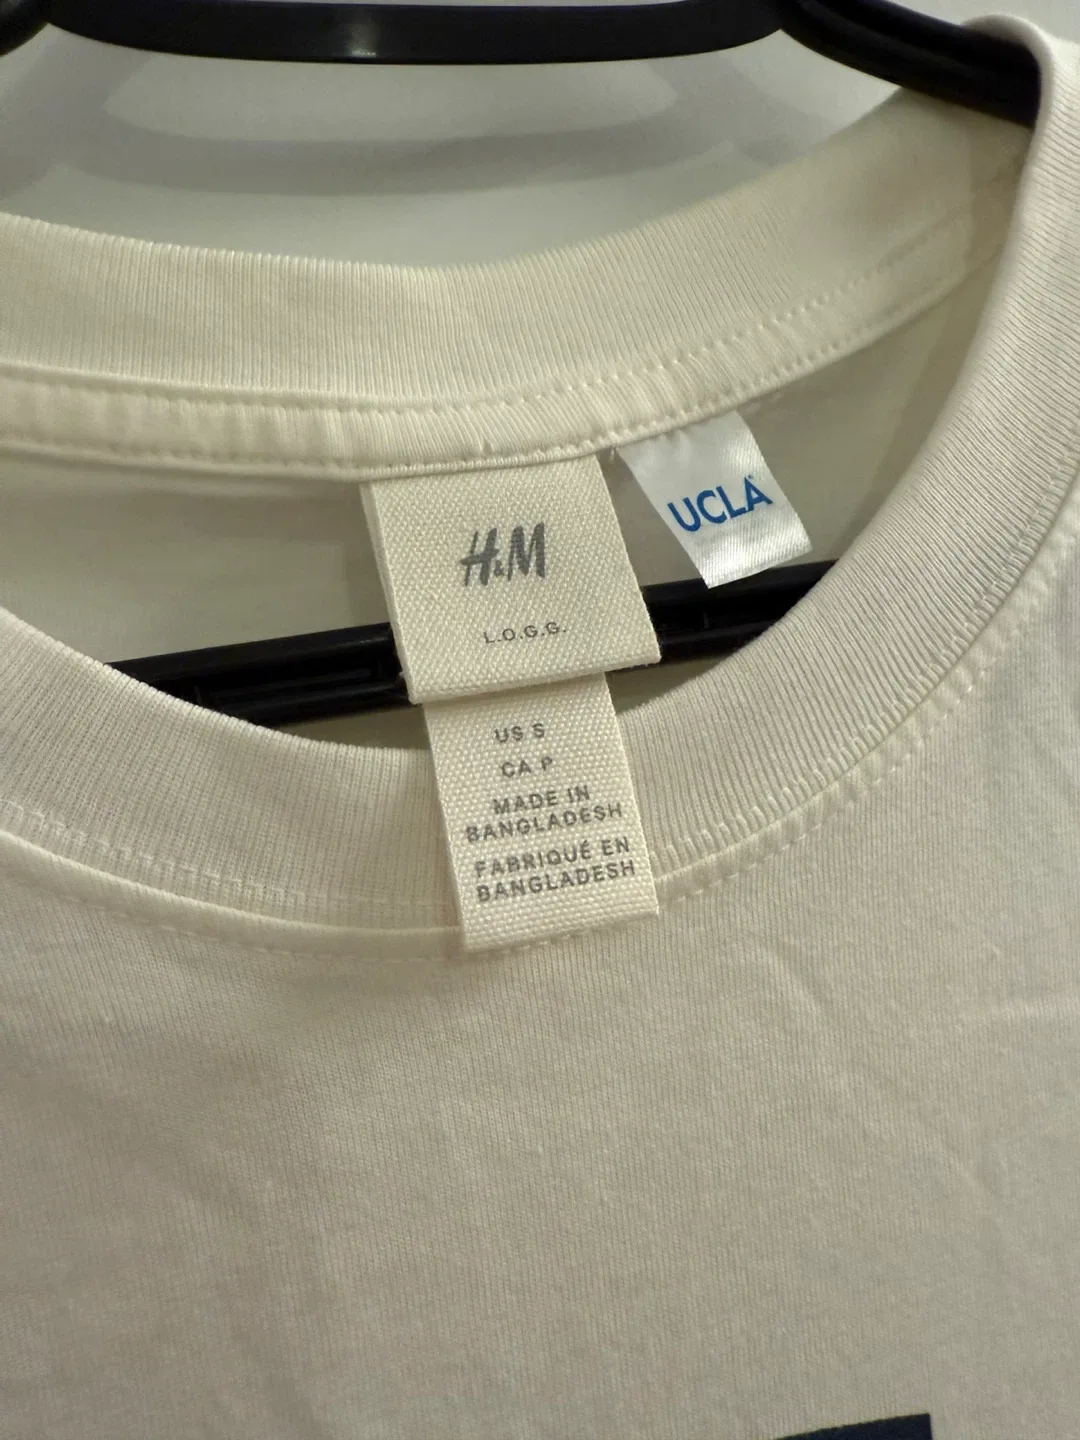 H&M
L.O.G.G.
UCLA
US S
CA P
MADE IN
BANGLADESH
FABRIQUÉ EN
BANGLADESH